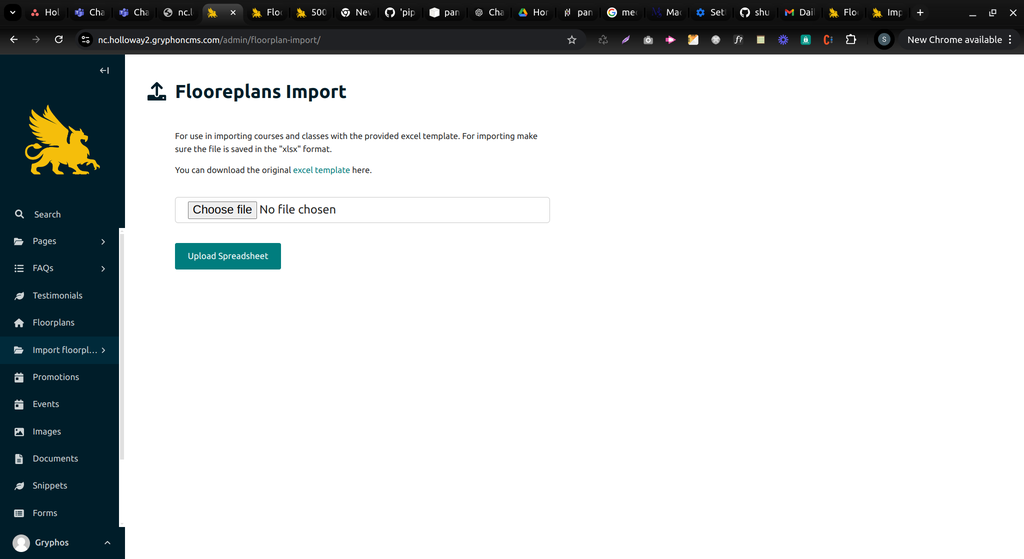 Hol
Cha
Cha
nc.l
Flo
500
Nev
'pip
pan
Cha
Hor
pan
me
Mac
Set
shu
Dai
Flo
Imp
nc.holloway2.gryphoncms.com/admin/floorplan-import/
S
New Chrome available
Flooreplans Import
For use in importing courses and classes with the provided excel template. For importing make
sure the file is saved in the "xlsx" format.
You can download the original excel template here.
Choose file No file chosen
Upload Spreadsheet
Search
Pages
FAQs
Testimonials
Floorplans
Import floorpl...
Promotions
Events
Images
Documents
Snippets
Forms
Gryphos